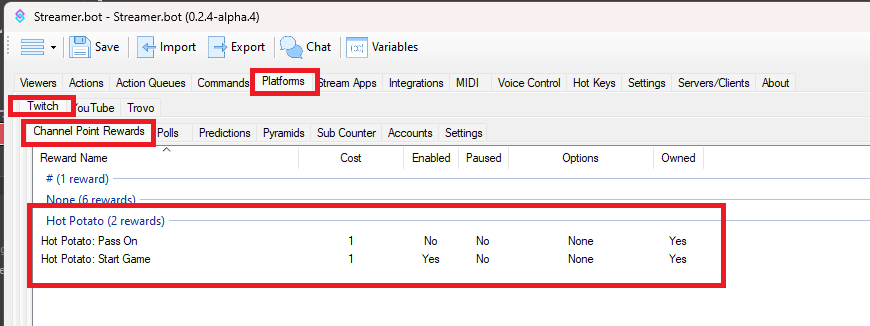 Streamer.bot - Streamer.bot (0.2.4-alpha.4)
Save Import Export Chat Variables
Viewers Actions Action Queues Commands Platforms Stream Apps Integrations MIDI Voice Control Hot Keys Settings Servers/Clients About
Twitch YouTube Trovo
Channel Point Rewards Polls Predictions Pyramids Sub Counter Accounts Settings
Reward Name Cost Enabled Paused Options Owned
# (1 reward)
None (6 rewards)
Hot Potato (2 rewards)
Hot Potato: Pass On 1 No No None Yes
Hot Potato: Start Game 1 Yes No None Yes